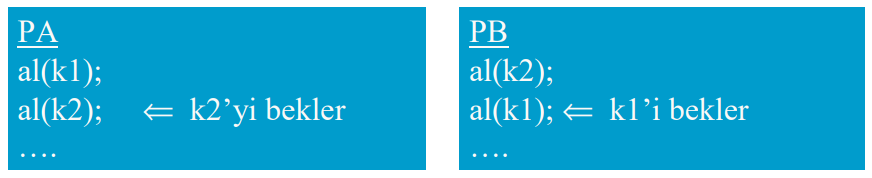 PA
al(k1);
al(k2); ⇐ k2’yi bekler
….
PB
al(k2);
al(k1); ⇐ k1’i bekler
….